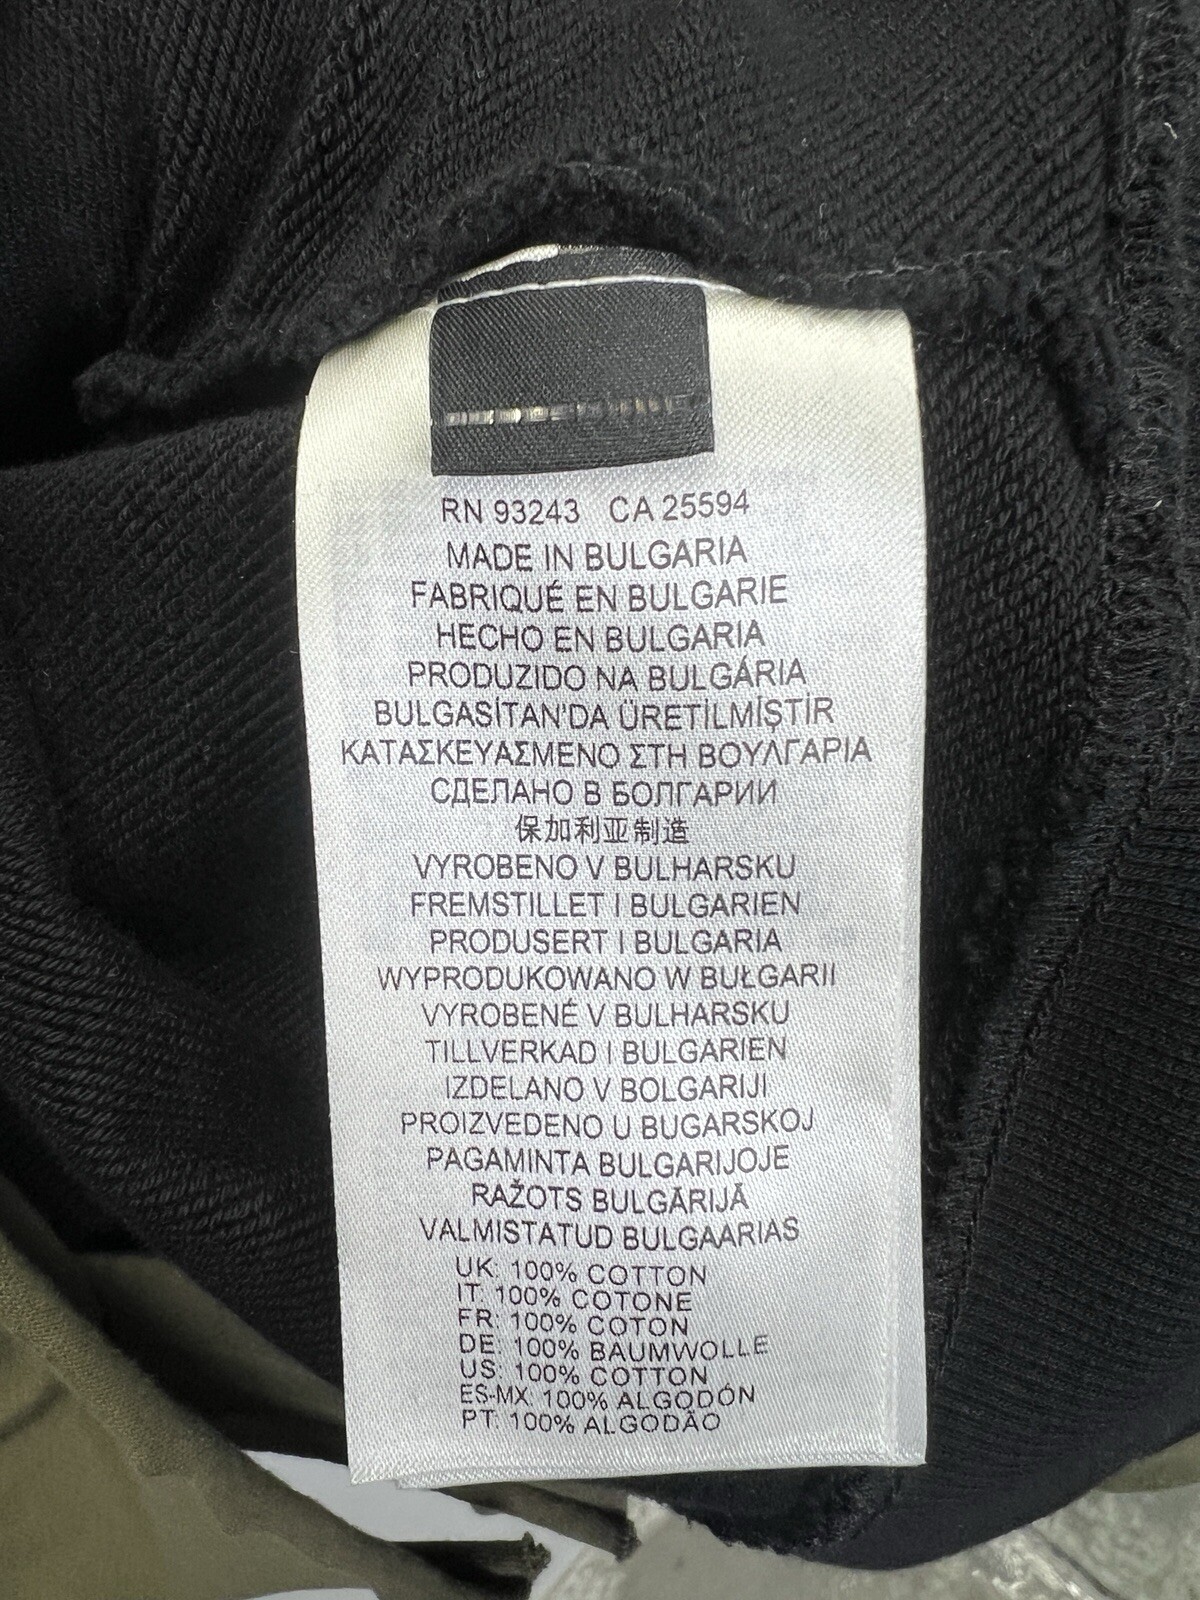 RN 93243 CA 25594
MADE IN BULGARIA
FABRIQUÉ EN BULGARIE
HECHO EN BULGARIA
PRODUZIDO NA BULGÁRIA
BULGASİTAN'DA ÜRETİLMİŞTİR
ΚΑΤΑΣΚΕΥΑΣΜΕΝΟ ΣΤΗ ΒΟΥΛΓΑΡΙΑ
СДЕЛАНО В БОЛГАРИИ
保加利亚制造
VYROBENO V BULHARSKU
FREMSTILLET I BULGARIEN
PRODUSERT I BULGARIA
WYPRODUKOWANO W BUŁGARII
VYROBENÉ V BULHARSKU
TILLVERKAD I BULGARIEN
IZDELANO V BOLGARIJI
PROIZVEDENO U BUGARSKOJ
PAGAMINTA BULGARIJOJE
RAŽOTS BULGĀRIJĀ
VALMISTATUD BULGAARIAS
UK: 100% COTTON
IT: 100% COTONE
FR: 100% COTON
DE: 100% BAUMWOLLE
US: 100% COTTON
ES-MX: 100% ALGODÓN
PT: 100% ALGODÃO